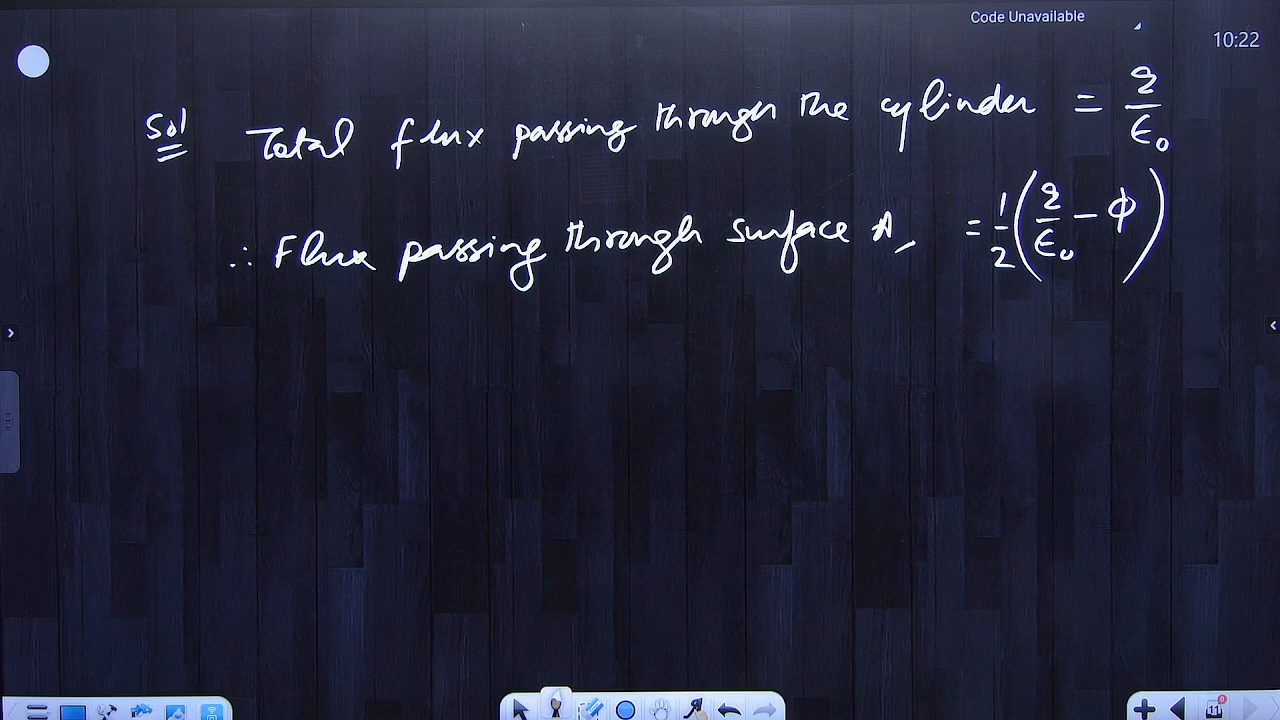 Code Unavailable
10:22
Sol Total flux passing through the cylinder = q/ϵ₀
∴ Flux passing through surface A, = 1/2 (q/ϵ₀ - ϕ)